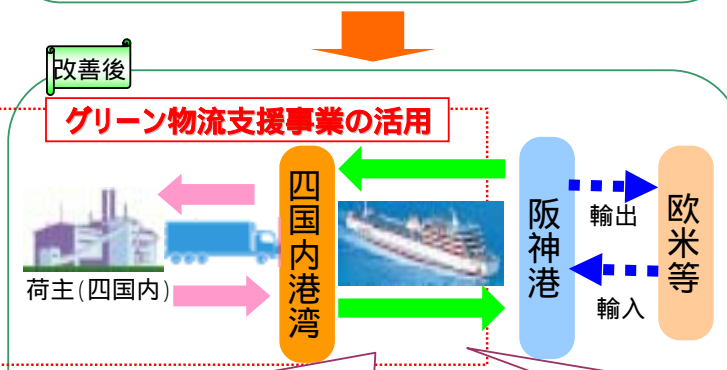 改善後
グリーン物流支援事業の活用
荷主(四国内)
四国内港湾
阪神港
輸出
輸入
欧米等